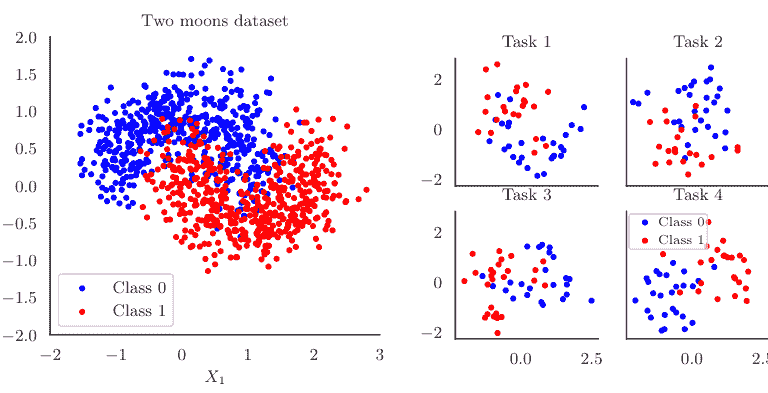 Two moons dataset
2.0
1.5
1.0
0.5
0.0
−0.5
−1.0
−1.5
−2.0
Class 0
Class 1
−2 −1 0 1 2 3
X1
Task 1
2
0
−2
Task 2
Task 3
2
0
−2
0.0 2.5
Task 4
Class 0
Class 1
0.0 2.5